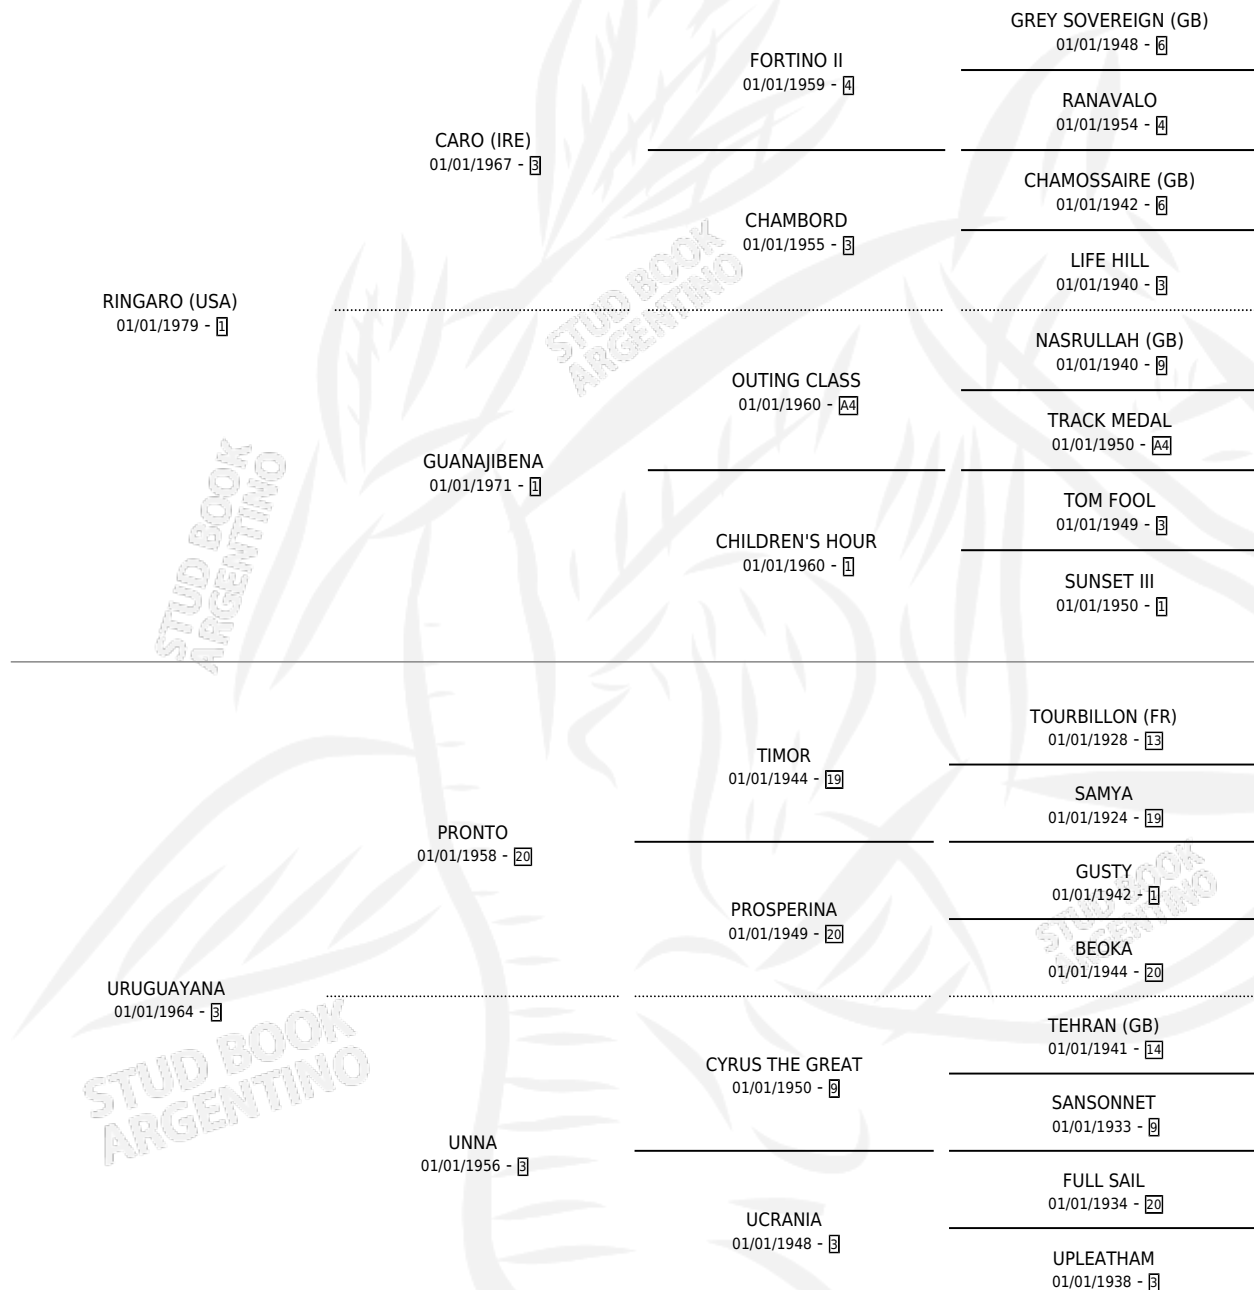 GREY SOVEREIGN (GB)
01/01/1948 - 6
FORTINO II
01/01/1959 - 4
RANAVALO
01/01/1954 - 4
CARO (IRE)
01/01/1967 - 3
CHAMOSSAIRE (GB)
01/01/1942 - 6
CHAMBORD
01/01/1955 - 3
LIFE HILL
01/01/1940 - 3
RINGARO (USA)
01/01/1979 - 1
NASRULLAH (GB)
01/01/1940 - 9
OUTING CLASS
01/01/1960 - A4
TRACK MEDAL
01/01/1950 - A4
GUANAJIBENA
01/01/1971 - 1
TOM FOOL
01/01/1949 - 3
CHILDREN'S HOUR
01/01/1960 - 1
SUNSET III
01/01/1950 - 1
TOURBILLON (FR)
01/01/1928 - 13
TIMOR
01/01/1944 - 19
SAMYA
01/01/1924 - 19
PRONTO
01/01/1958 - 20
GUSTY
01/01/1942 - 1
PROSPERINA
01/01/1949 - 20
BEOKA
01/01/1944 - 20
URUGUAYANA
01/01/1964 - 3
TEHRAN (GB)
01/01/1941 - 14
CYRUS THE GREAT
01/01/1950 - 9
SANSONNET
01/01/1933 - 9
UNNA
01/01/1956 - 3
FULL SAIL
01/01/1934 - 20
UCRANIA
01/01/1948 - 3
UPLEATHAM
01/01/1938 - 3
STUD BOOK
ARGENTINO
STUD BOOK
ARGENTINO
STUD BOOK
ARGENTINO
STUD BOOK
ARGENTINO